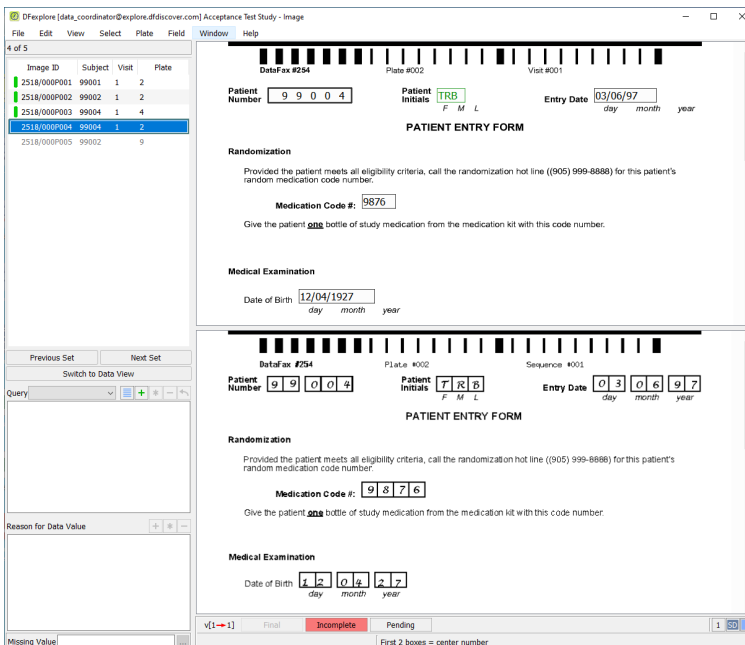 DFexplore [data_coordinator@explore.dfdiscover.com] Acceptance Test Study - Image
File Edit View Select Plate Field Window Help
4 of 5
Image ID Subject Visit Plate
2518/000P001 99001 1 2
2518/000P002 99002 1 2
2518/000P003 99004 1 4
2518/000P004 99004 1 2
2518/000P005 99002 9
Previous Set Next Set
Switch to Data View
Query
Reason for Data Value
Missing Value
DataFax #254 Plate #002 Visit #001
Patient Number 9 9 0 0 4 Patient Initials TRB Entry Date 03/06/97
F M L day month year
PATIENT ENTRY FORM
Randomization
Provided the patient meets all eligibility criteria, call the randomization hot line ((905) 999-8888) for this patient's
random medication code number.
Medication Code #: 9876
Give the patient one bottle of study medication from the medication kit with this code number.
Medical Examination
Date of Birth 12/04/1927
day month year
DataFax #254 Plate #002 Sequence #001
Patient Number 9 9 0 0 4 Patient Initials T R B Entry Date 0 3 0 6 9 7
F M L day month year
PATIENT ENTRY FORM
Randomization
Provided the patient meets all eligibility criteria, call the randomization hot line ((905) 999-8888) for this patient's
random medication code number.
Medication Code #: 9 8 7 6
Give the patient one bottle of study medication from the medication kit with this code number.
Medical Examination
Date of Birth 1 2 0 4 2 7
day month year
v[1→1] Final Incomplete Pending 1 SD
First 2 boxes = center number